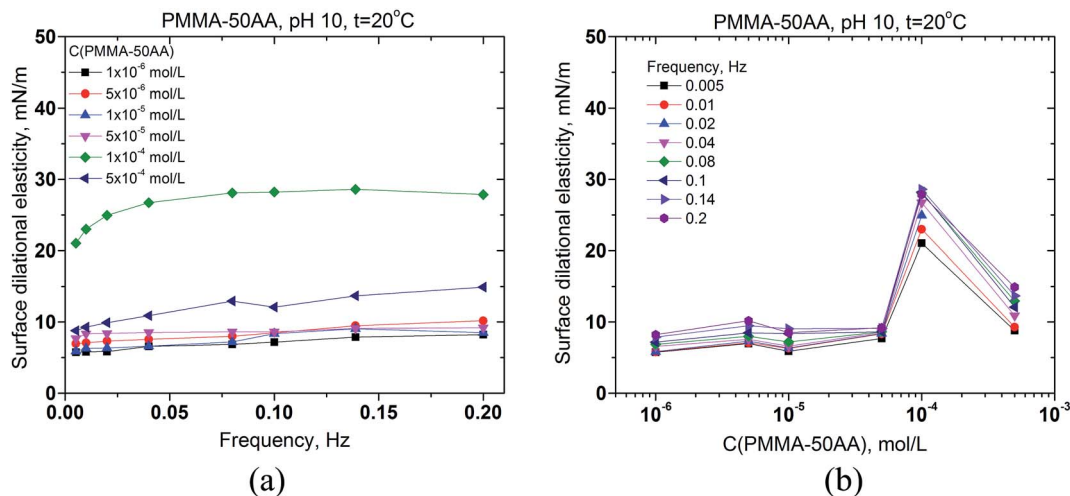 PMMA-50AA, pH 10, t=20°C
C(PMMA-50AA)
1x10⁻⁶ mol/L
5x10⁻⁶ mol/L
1x10⁻⁵ mol/L
5x10⁻⁵ mol/L
1x10⁻⁴ mol/L
5x10⁻⁴ mol/L
Surface dilational elasticity, mN/m
50
40
30
20
10
0
0.00 0.05 0.10 0.15 0.20
Frequency, Hz
(a)
PMMA-50AA, pH 10, t=20°C
Frequency, Hz
0.005
0.01
0.02
0.04
0.08
0.1
0.14
0.2
Surface dilational elasticity, mN/m
50
40
30
20
10
0
10⁻⁶ 10⁻⁵ 10⁻⁴ 10⁻³
C(PMMA-50AA), mol/L
(b)